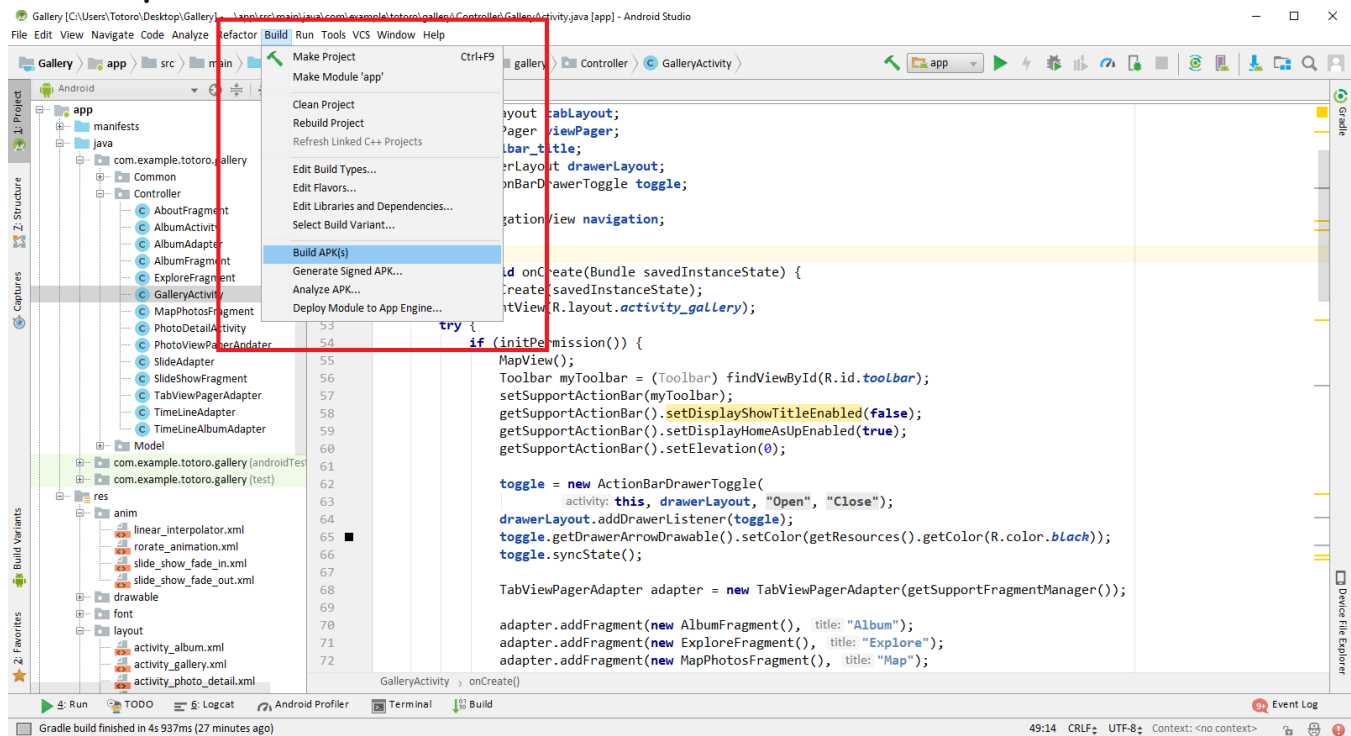 Gallery [C:\Users\Totoro\Desktop\Gallery] - ...\app\src\main\java\com\example\totoro\gallery\Controller\GalleryActivity.java [app] - Android Studio
File Edit View Navigate Code Analyze Refactor Build Run Tools VCS Window Help
Gallery app src main gallery Controller GalleryActivity app
Make Project Ctrl+F9
Make Module 'app'
Clean Project
Rebuild Project
Refresh Linked C++ Projects
Edit Build Types...
Edit Flavors...
Edit Libraries and Dependencies...
Select Build Variant...
Build APK(s)
Generate Signed APK...
Analyze APK...
Deploy Module to App Engine...
1: Project
Z: Structure
Captures
Build Variants
2: Favorites
Android
app
manifests
java
com.example.totoro.gallery
Common
Controller
AboutFragment
AlbumActivity
AlbumAdapter
AlbumFragment
ExploreFragment
GalleryActivity
MapPhotosFragment
PhotoDetailActivity
PhotoViewPaperApdater
SlideAdapter
SlideShowFragment
TabViewPagerAdapter
TimeLineAdapter
TimeLineAlbumAdapter
Model
com.example.totoro.gallery (androidTest
com.example.totoro.gallery (test)
res
anim
linear_interpolator.xml
rorate_animation.xml
slide_show_fade_in.xml
slide_show_fade_out.xml
drawable
font
layout
activity_album.xml
activity_gallery.xml
activity_photo_detail.xml
ayout tabLayout;
Pager viewPager;
lbar_title;
erLayout drawerLayout;
onBarDrawerToggle toggle;
gationView navigation;
id onCreate(Bundle savedInstanceState) {
Create(savedInstanceState);
ntView(R.layout.activity_gallery);
53 try {
54 if (initPermission()) {
55 MapView();
56 Toolbar myToolbar = (Toolbar) findViewById(R.id.toolbar);
57 setSupportActionBar(myToolbar);
58 getSupportActionBar().setDisplayShowTitleEnabled(false);
59 getSupportActionBar().setDisplayHomeAsUpEnabled(true);
60 getSupportActionBar().setElevation(0);
61
62 toggle = new ActionBarDrawerToggle(
63 activity: this, drawerLayout, "Open", "Close");
64 drawerLayout.addDrawerListener(toggle);
65 toggle.getDrawerArrowDrawable().setColor(getResources().getColor(R.color.black));
66 toggle.syncState();
67
68 TabViewPagerAdapter adapter = new TabViewPagerAdapter(getSupportFragmentManager());
69
70 adapter.addFragment(new AlbumFragment(), title: "Album");
71 adapter.addFragment(new ExploreFragment(), title: "Explore");
72 adapter.addFragment(new MapPhotosFragment(), title: "Map");
GalleryActivity › onCreate()
Gradle
Device File Explorer
4: Run TODO 6: Logcat Android Profiler Terminal Build 9+ Event Log
Gradle build finished in 4s 937ms (27 minutes ago) 49:14 CRLF UTF-8 Context: <no context>